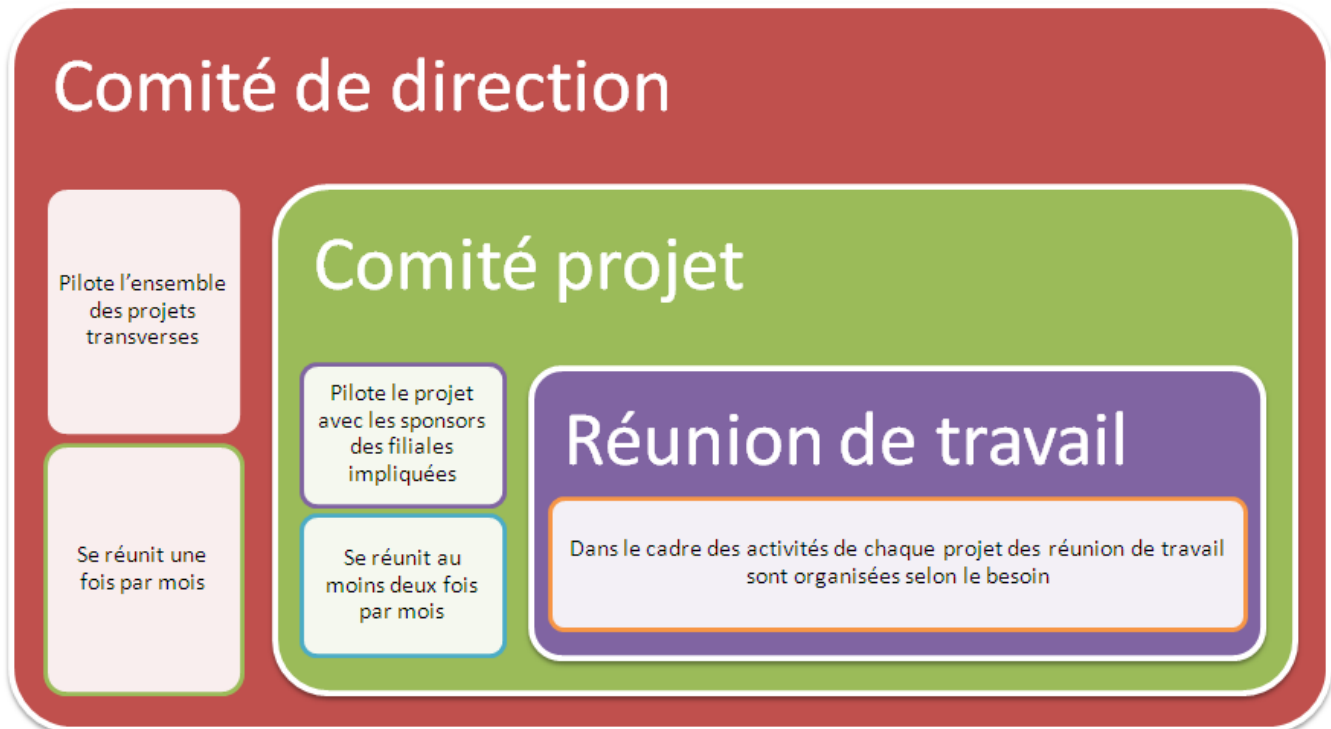 Comité de direction
Pilote l'ensemble
des projets
transverses
Se réunit une
fois par mois
Comité projet
Pilote le projet
avec les sponsors
des filiales
impliquées
Se réunit au
moins deux fois
par mois
Réunion de travail
Dans le cadre des activités de chaque projet des réunion de travail
sont organisées selon le besoin